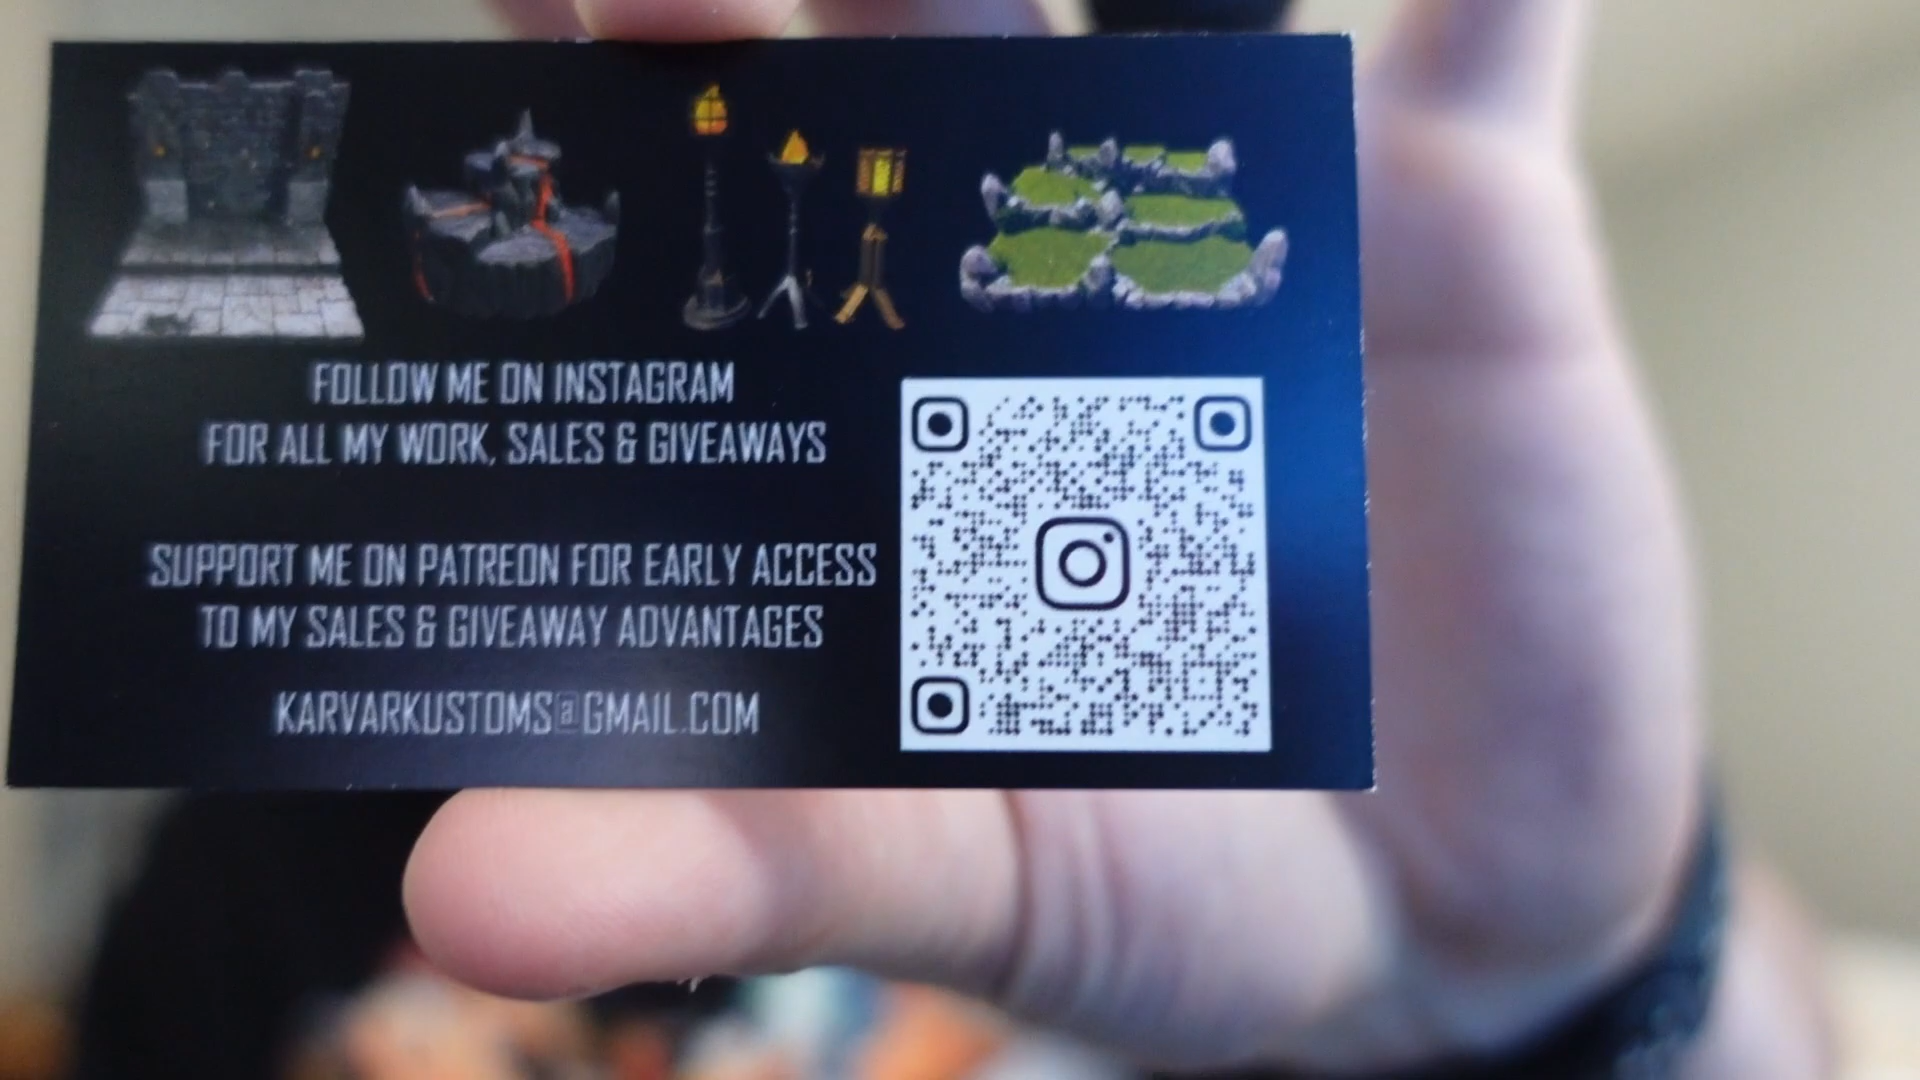 FOLLOW ME ON INSTAGRAM
FOR ALL MY WORK, SALES & GIVEAWAYS
SUPPORT ME ON PATREON FOR EARLY ACCESS
TO MY SALES & GIVEAWAY ADVANTAGES
KARVARKUSTOMS@GMAIL.COM